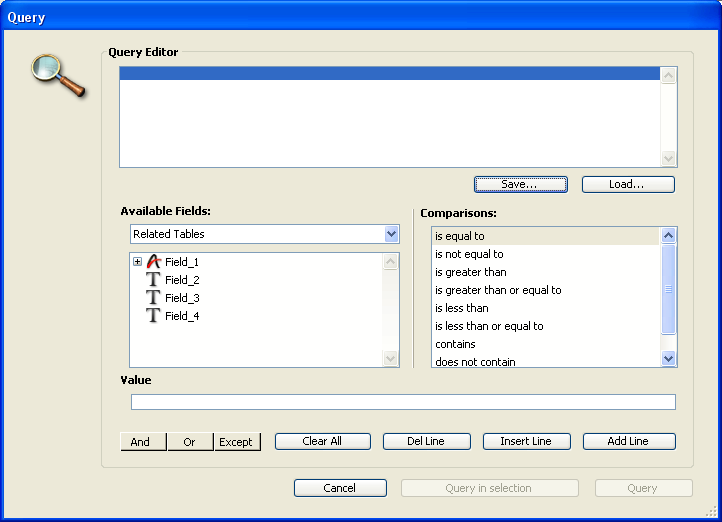 Query
Query Editor
Save...
Load...
Available Fields:
Comparisons:
Related Tables
Field_1
Field_2
Field_3
Field_4
is equal to
is not equal to
is greater than
is greater than or equal to
is less than
is less than or equal to
contains
does not contain
Value
And
Or
Except
Clear All
Del Line
Insert Line
Add Line
Cancel
Query in selection
Query